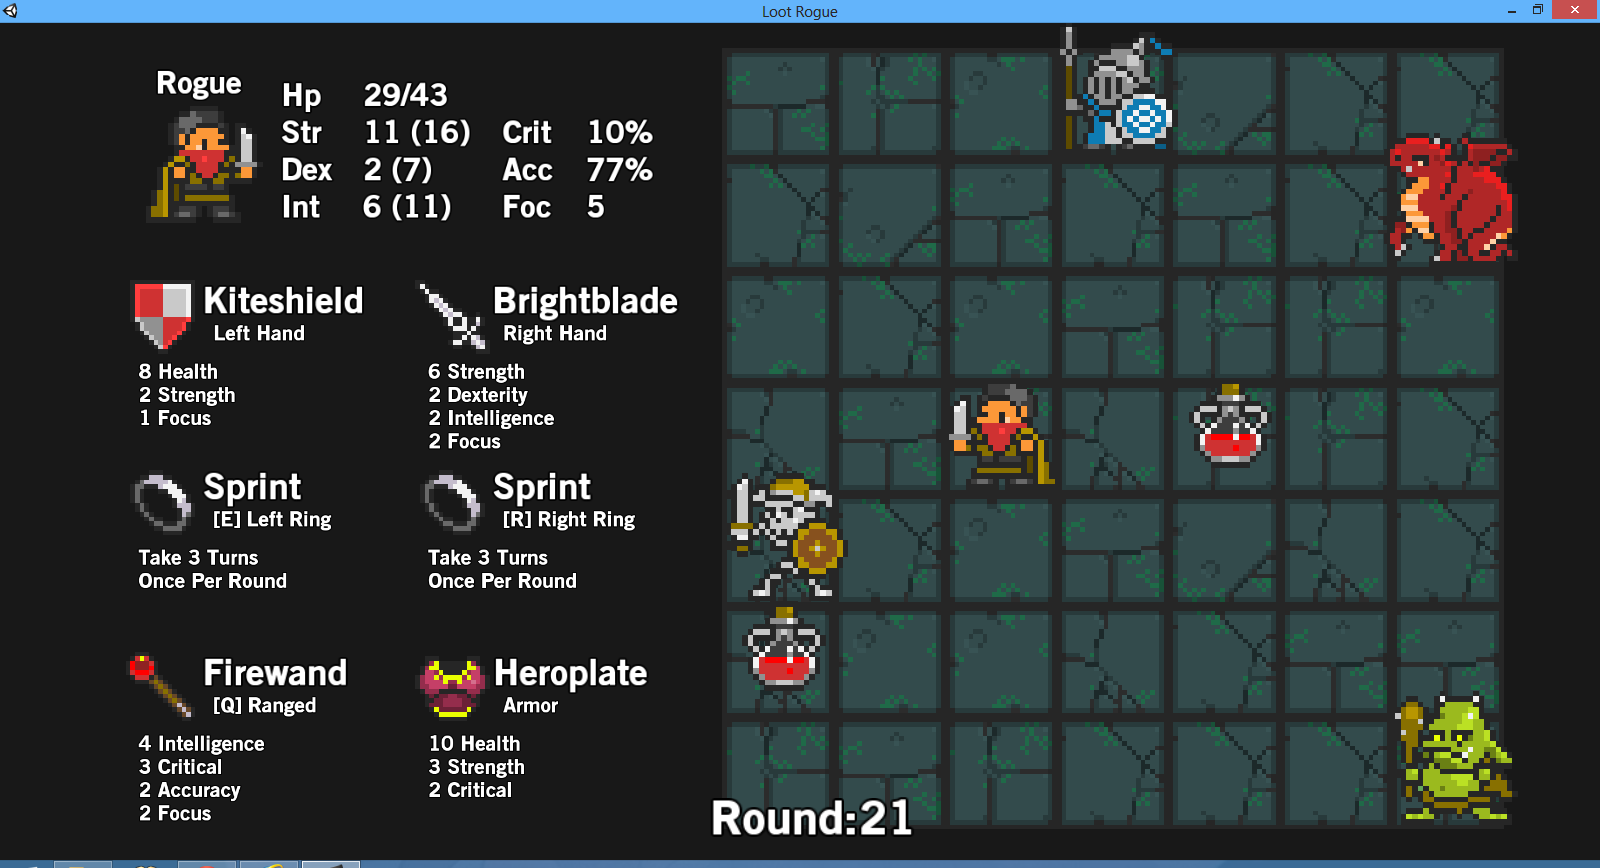 Loot Rogue
Rogue
Hp 29/43
Str 11 (16) Crit 10%
Dex 2 (7) Acc 77%
Int 6 (11) Foc 5
Kiteshield
Left Hand
8 Health
2 Strength
1 Focus
Brightblade
Right Hand
6 Strength
2 Dexterity
2 Intelligence
2 Focus
Sprint
[E] Left Ring
Take 3 Turns
Once Per Round
Sprint
[R] Right Ring
Take 3 Turns
Once Per Round
Firewand
[Q] Ranged
4 Intelligence
3 Critical
2 Accuracy
2 Focus
Heroplate
Armor
10 Health
3 Strength
2 Critical
Round:21